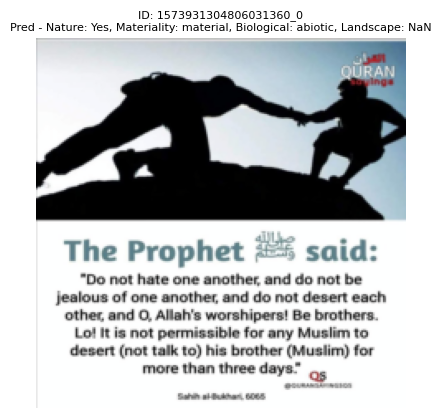 ID: 1573931304806031360_0
Pred - Nature: Yes, Materiality: material, Biological: abiotic, Landscape: NaN
القرآن
QURAN
sayings
The Prophet ﷺ said:
"Do not hate one another, and do not be
jealous of one another, and do not desert each
other, and O, Allah's worshipers! Be brothers.
Lo! It is not permissible for any Muslim to
desert (not talk to) his brother (Muslim) for
more than three days."
QS
@QURANSAYINGSQS
Sahih al-Bukhari, 6065